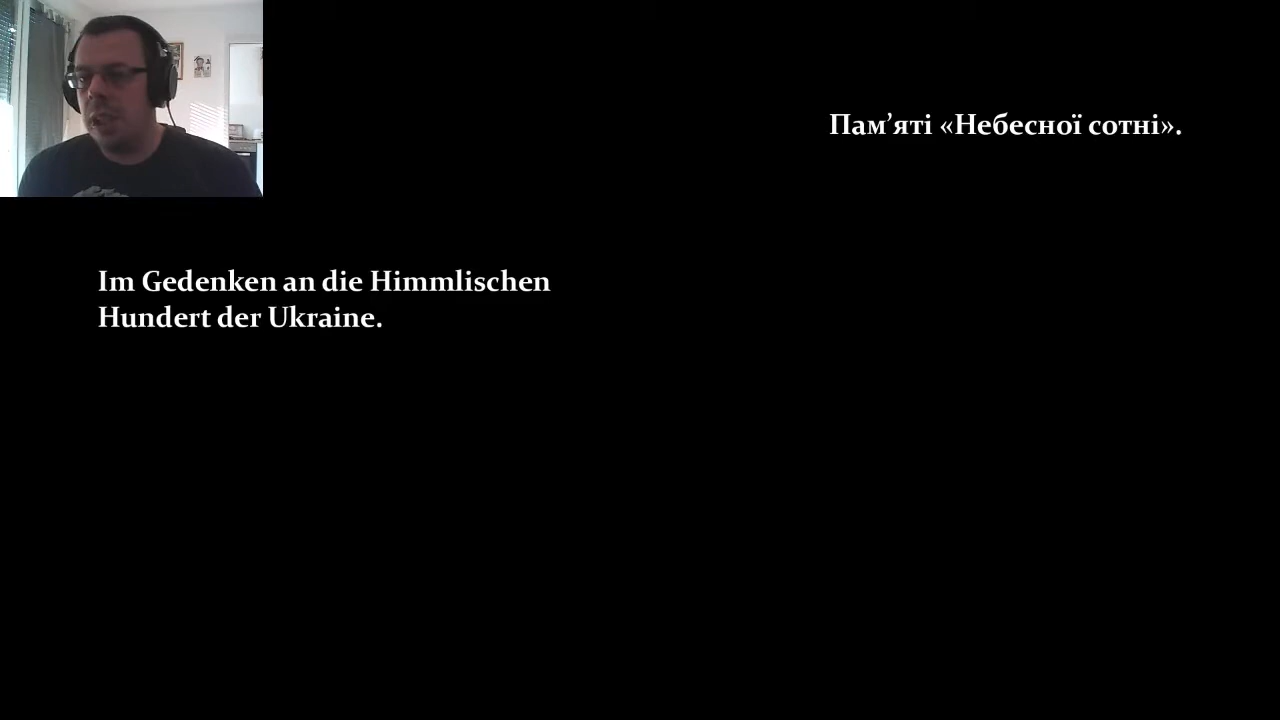 Пам’яті «Небесної сотні».
Im Gedenken an die Himmlischen
Hundert der Ukraine.